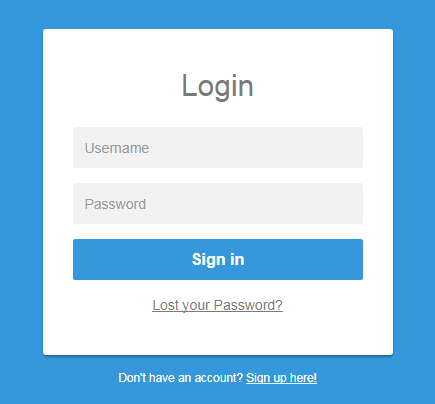 Login
Username
Password
Sign in
Lost your Password?
Don't have an account? Sign up here!